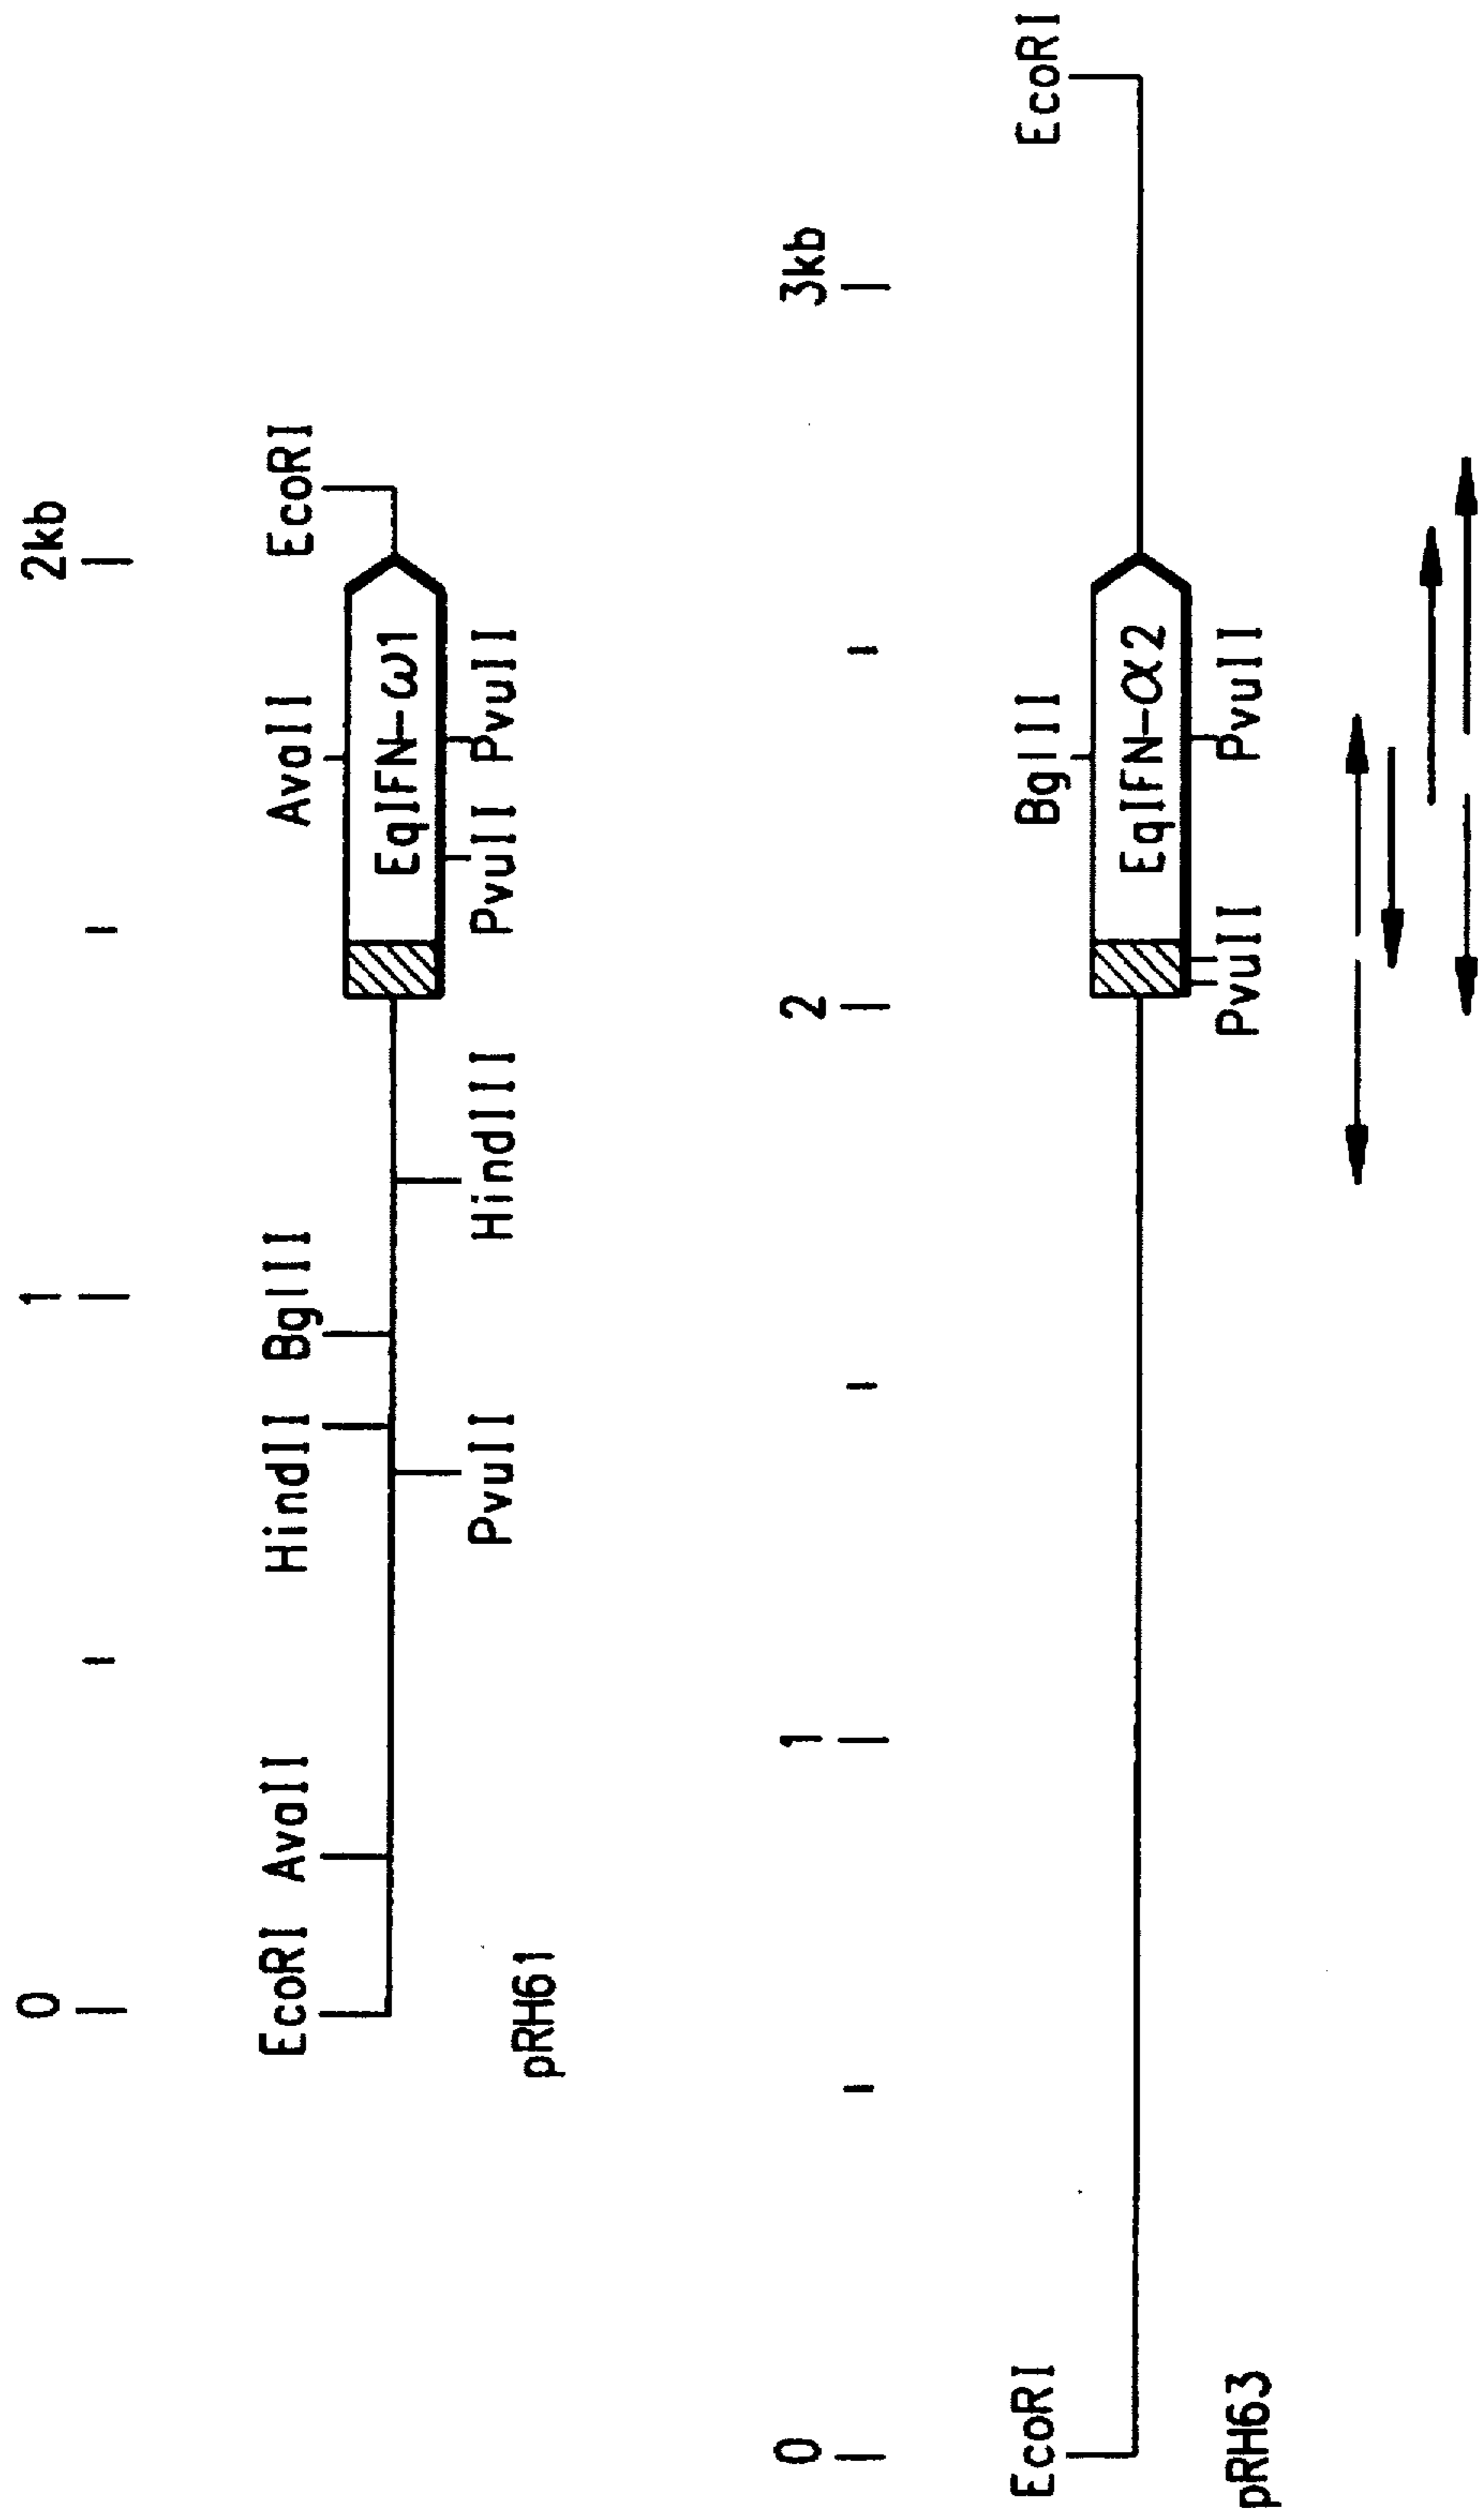 0 1 2kb
EcoRI AvaII HindII BglII AvaII EcoRI
EqIFN-ω1
PvuII HindIII PvuII PvuII
pRH61
0 1 2 3kb
EcoRI BglII EcoRI
EqIFN-α2
PvuII PvuII
pRH63